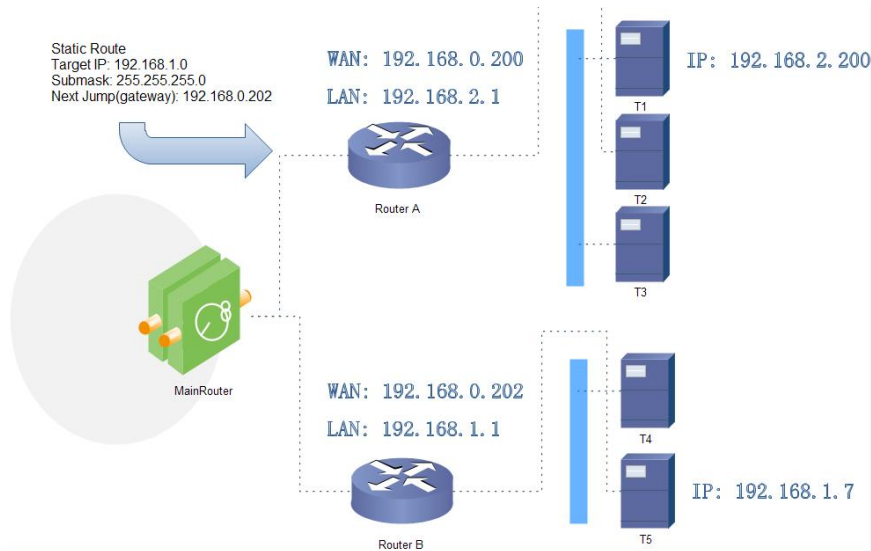 Static Route
Target IP: 192.168.1.0
Submask: 255.255.255.0
Next Jump(gateway): 192.168.0.202
WAN: 192.168.0.200
LAN: 192.168.2.1
Router A
IP: 192.168.2.200
T1
T2
T3
MainRouter
WAN: 192.168.0.202
LAN: 192.168.1.1
Router B
T4
IP: 192.168.1.7
T5